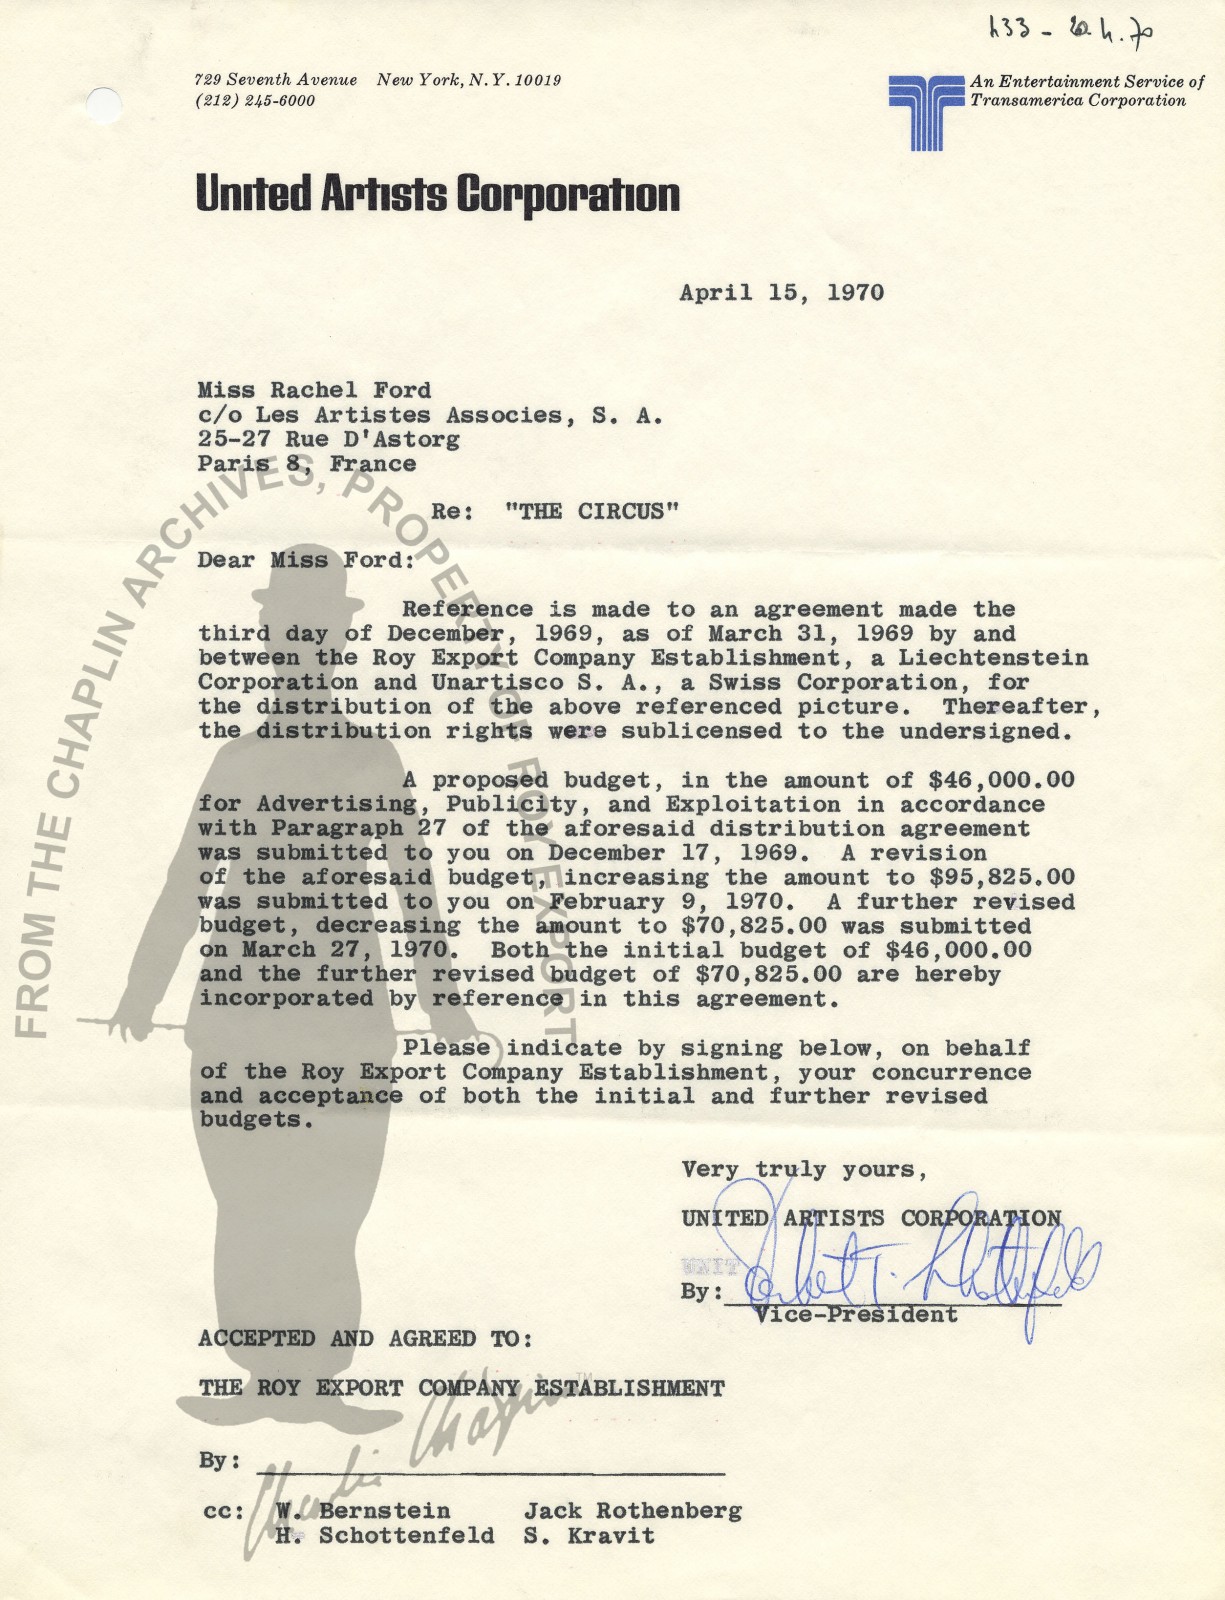 433 - 20.4.70
729 Seventh Avenue New York, N.Y. 10019
(212) 245-6000
An Entertainment Service of
Transamerica Corporation
United Artists Corporation
April 15, 1970
Miss Rachel Ford
c/o Les Artistes Associes, S. A.
25-27 Rue D'Astorg
Paris 8, France
Re: "THE CIRCUS"
Dear Miss Ford:
Reference is made to an agreement made the
third day of December, 1969, as of March 31, 1969 by and
between the Roy Export Company Establishment, a Liechtenstein
Corporation and Unartisco S. A., a Swiss Corporation, for
the distribution of the above referenced picture. Thereafter,
the distribution rights were sublicensed to the undersigned.
A proposed budget, in the amount of $46,000.00
for Advertising, Publicity, and Exploitation in accordance
with Paragraph 27 of the aforesaid distribution agreement
was submitted to you on December 17, 1969. A revision
of the aforesaid budget, increasing the amount to $95,825.00
was submitted to you on February 9, 1970. A further revised
budget, decreasing the amount to $70,825.00 was submitted
on March 27, 1970. Both the initial budget of $46,000.00
and the further revised budget of $70,825.00 are hereby
incorporated by reference in this agreement.
Please indicate by signing below, on behalf
of the Roy Export Company Establishment, your concurrence
and acceptance of both the initial and further revised
budgets.
Very truly yours,
UNITED ARTISTS CORPORATION
UNIT
By: Herbert T. Schottenfeld
Vice-President
ACCEPTED AND AGREED TO:
THE ROY EXPORT COMPANY ESTABLISHMENT
By:
cc: W. Bernstein Jack Rothenberg
H. Schottenfeld S. Kravit
FROM THE CHAPLIN ARCHIVES, PROPERTY OF ROY EXPORT
Charlie Chaplin™